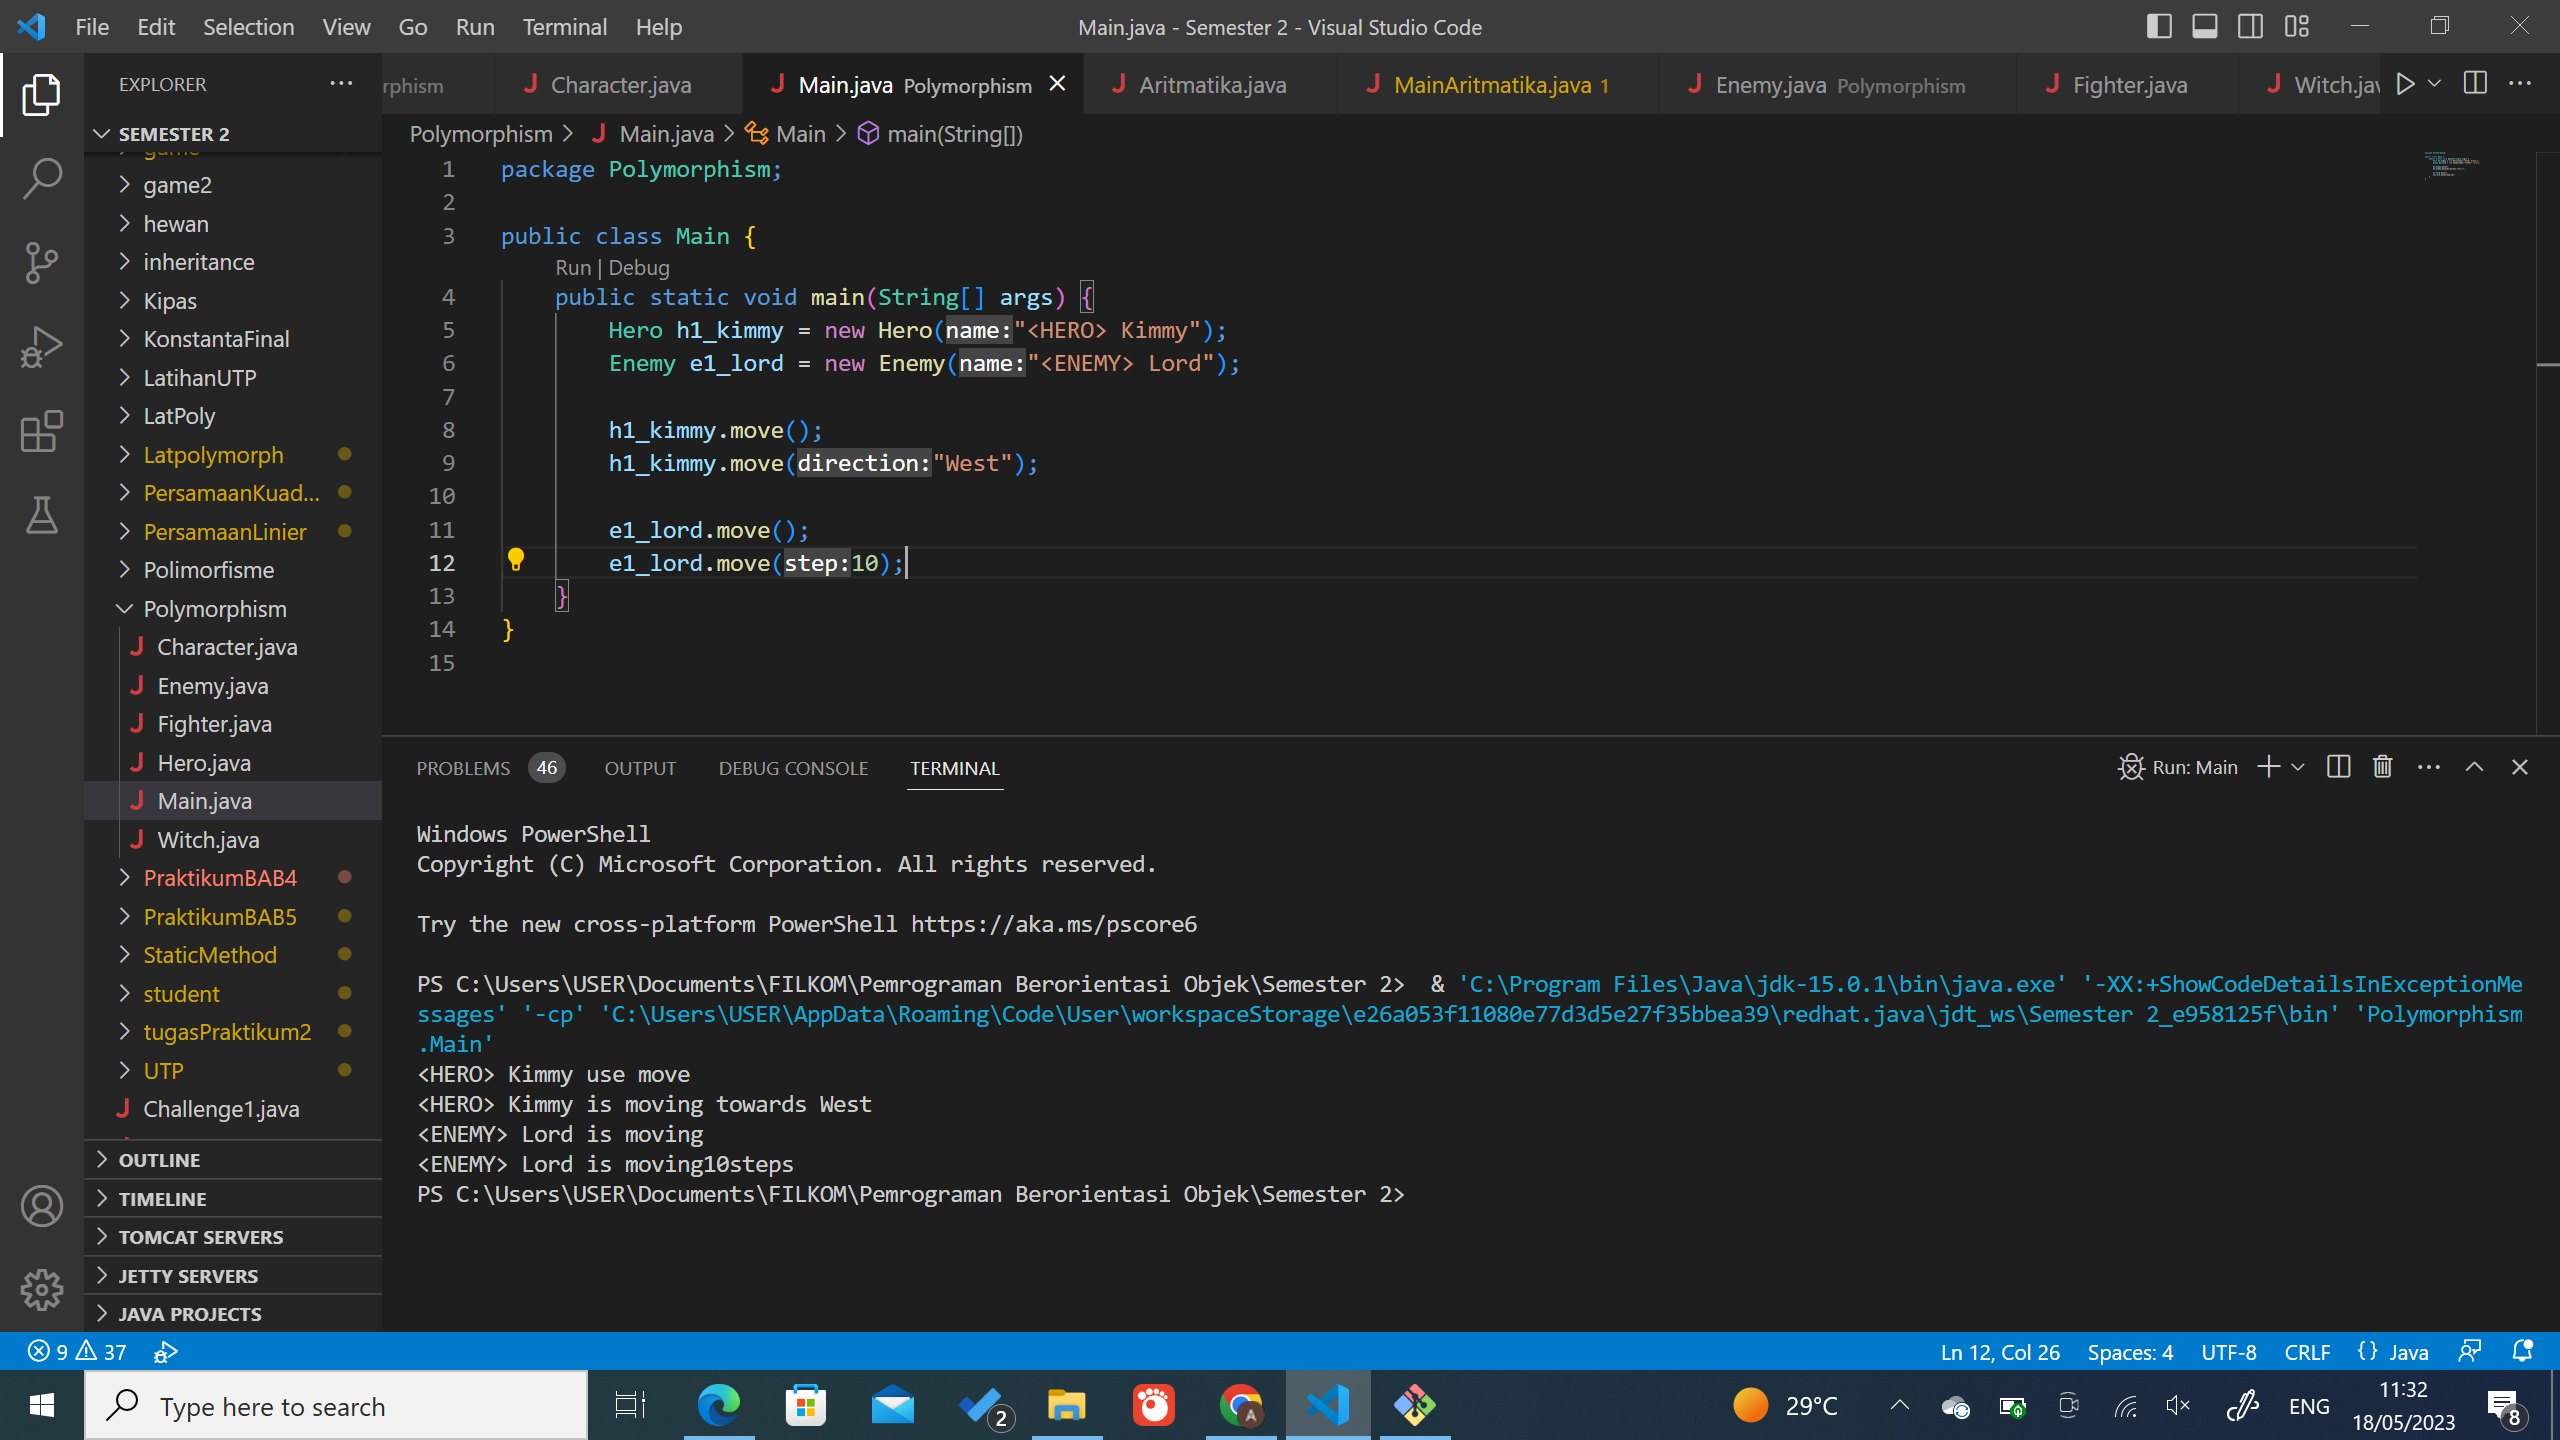 File Edit Selection View Go Run Terminal Help
Main.java - Semester 2 - Visual Studio Code
EXPLORER
rphism
Character.java
Main.java Polymorphism
Aritmatika.java
MainAritmatika.java 1
Enemy.java Polymorphism
Fighter.java
Witch.jav
SEMESTER 2
game
game2
hewan
inheritance
Kipas
KonstantaFinal
LatihanUTP
LatPoly
Latpolymorph
PersamaanKuad...
PersamaanLinier
Polimorfisme
Polymorphism
Character.java
Enemy.java
Fighter.java
Hero.java
Main.java
Witch.java
PraktikumBAB4
PraktikumBAB5
StaticMethod
student
tugasPraktikum2
UTP
Challenge1.java
OUTLINE
TIMELINE
TOMCAT SERVERS
JETTY SERVERS
JAVA PROJECTS
Polymorphism > Main.java > Main > main(String[])
1 package Polymorphism;
2
3 public class Main {
Run | Debug
4 public static void main(String[] args) {
5 Hero h1_kimmy = new Hero(name:"<HERO> Kimmy");
6 Enemy e1_lord = new Enemy(name:"<ENEMY> Lord");
7
8 h1_kimmy.move();
9 h1_kimmy.move(direction:"West");
10
11 e1_lord.move();
12 e1_lord.move(step:10);
13 }
14 }
15
PROBLEMS 46 OUTPUT DEBUG CONSOLE TERMINAL
Run: Main
Windows PowerShell
Copyright (C) Microsoft Corporation. All rights reserved.
Try the new cross-platform PowerShell https://aka.ms/pscore6
PS C:\Users\USER\Documents\FILKOM\Pemrograman Berorientasi Objek\Semester 2>  & 'C:\Program Files\Java\jdk-15.0.1\bin\java.exe' '-XX:+ShowCodeDetailsInExceptionMe
ssages' '-cp' 'C:\Users\USER\AppData\Roaming\Code\User\workspaceStorage\e26a053f11080e77d3d5e27f35bbea39\redhat.java\jdt_ws\Semester 2_e958125f\bin' 'Polymorphism
.Main'
<HERO> Kimmy use move
<HERO> Kimmy is moving towards West
<ENEMY> Lord is moving
<ENEMY> Lord is moving10steps
PS C:\Users\USER\Documents\FILKOM\Pemrograman Berorientasi Objek\Semester 2>
9 37
Ln 12, Col 26 Spaces: 4 UTF-8 CRLF {} Java
Type here to search
2
A
29°C
ENG
11:32
18/05/2023
8